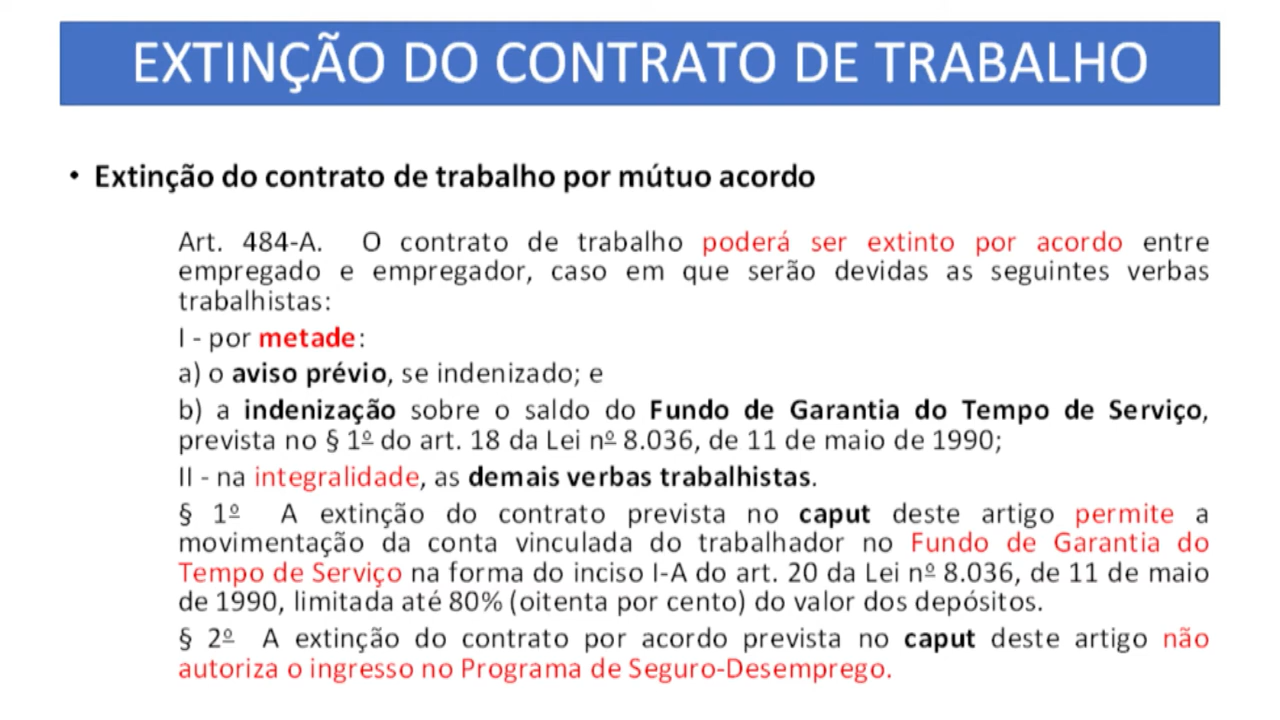 EXTINÇÃO DO CONTRATO DE TRABALHO
• Extinção do contrato de trabalho por mútuo acordo
Art. 484-A. O contrato de trabalho poderá ser extinto por acordo entre
empregado e empregador, caso em que serão devidas as seguintes verbas
trabalhistas:
I - por metade:
a) o aviso prévio, se indenizado; e
b) a indenização sobre o saldo do Fundo de Garantia do Tempo de Serviço,
prevista no § 1º do art. 18 da Lei nº 8.036, de 11 de maio de 1990;
II - na integralidade, as demais verbas trabalhistas.
§ 1º A extinção do contrato prevista no caput deste artigo permite a
movimentação da conta vinculada do trabalhador no Fundo de Garantia do
Tempo de Serviço na forma do inciso I-A do art. 20 da Lei nº 8.036, de 11 de maio
de 1990, limitada até 80% (oitenta por cento) do valor dos depósitos.
§ 2º A extinção do contrato por acordo prevista no caput deste artigo não
autoriza o ingresso no Programa de Seguro-Desemprego.